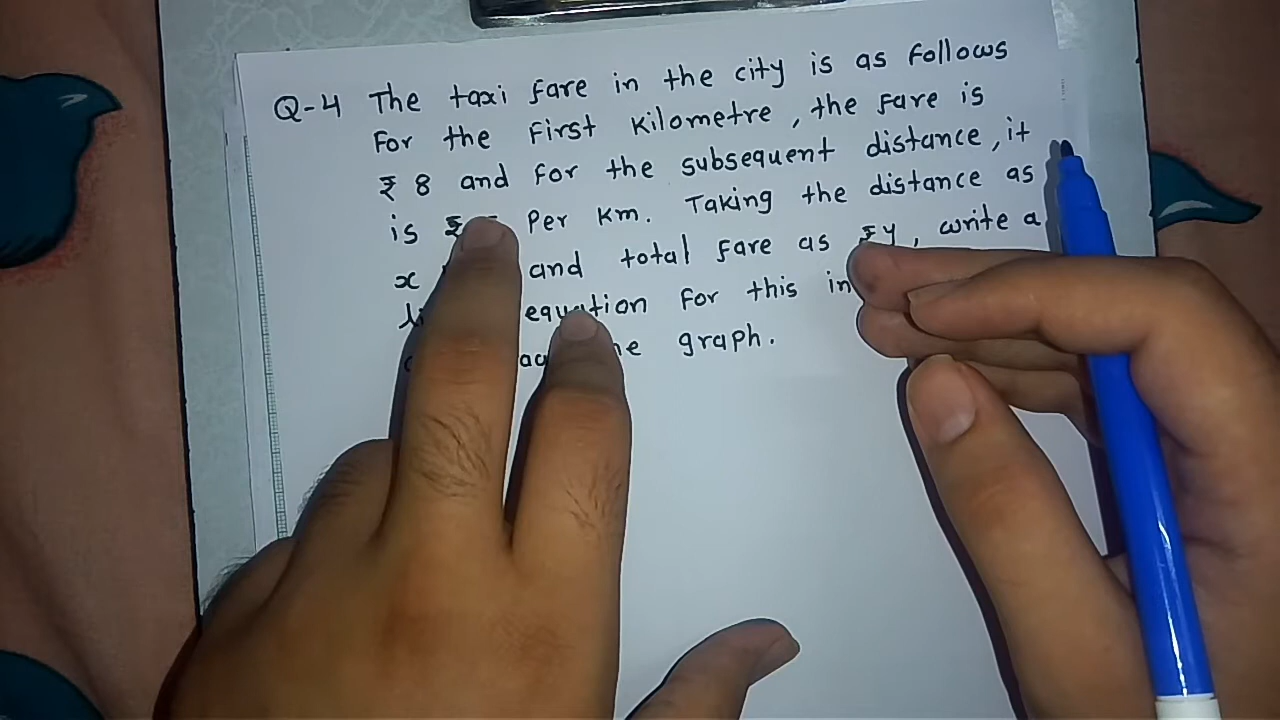 Q-4 The taxi fare in the city is as follows
For the First Kilometre, the fare is
₹ 8 and for the subsequent distance, it
is ₹ Per Km. Taking the distance as
x and total fare as ₹y, write a
equation for this
graph.